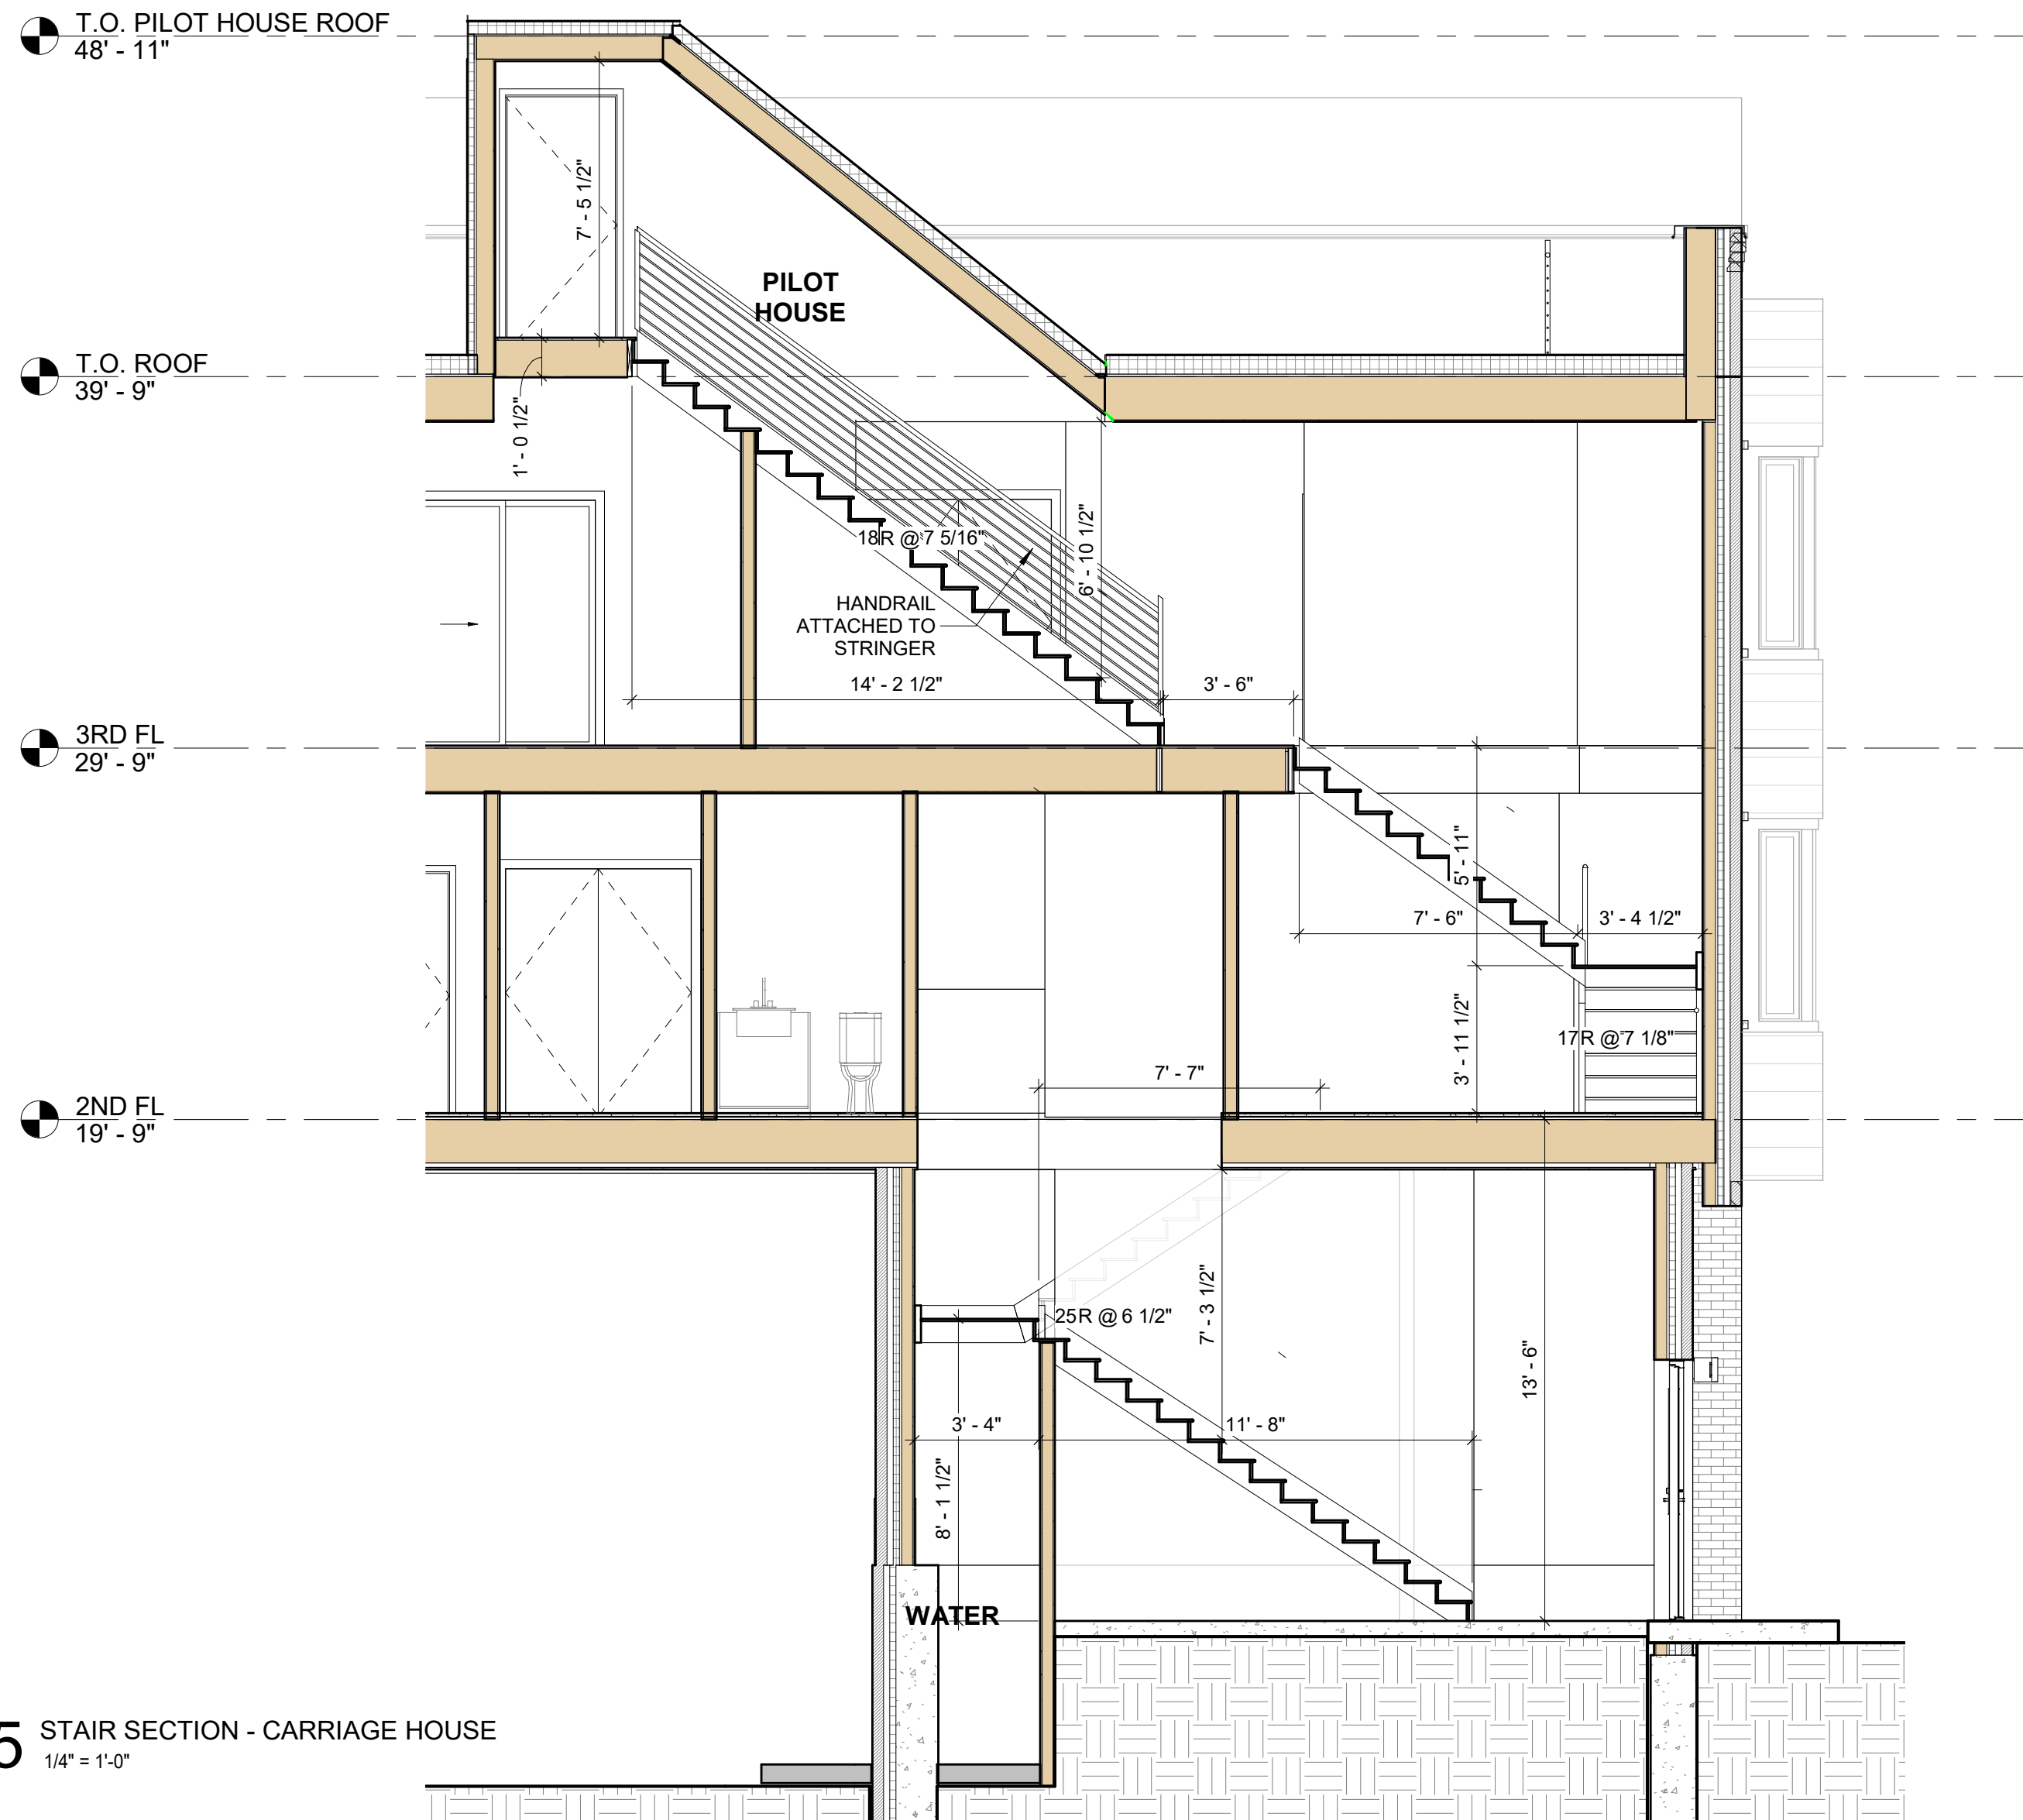 T.O. PILOT HOUSE ROOF
48' - 11"
7' - 5 1/2"
PILOT
HOUSE
T.O. ROOF
39' - 9"
1' - 0 1/2"
18R @ 7 5/16"
6' - 10 1/2"
HANDRAIL
ATTACHED TO
STRINGER
14' - 2 1/2"
3' - 6"
3RD FL
29' - 9"
5' - 11"
7' - 6"
3' - 4 1/2"
3' - 11 1/2"
17R @ 7 1/8"
7' - 7"
2ND FL
19' - 9"
7' - 3 1/2"
25R @ 6 1/2"
13' - 6"
3' - 4"
11' - 8"
8' - 1 1/2"
WATER
5 STAIR SECTION - CARRIAGE HOUSE
1/4" = 1'-0"